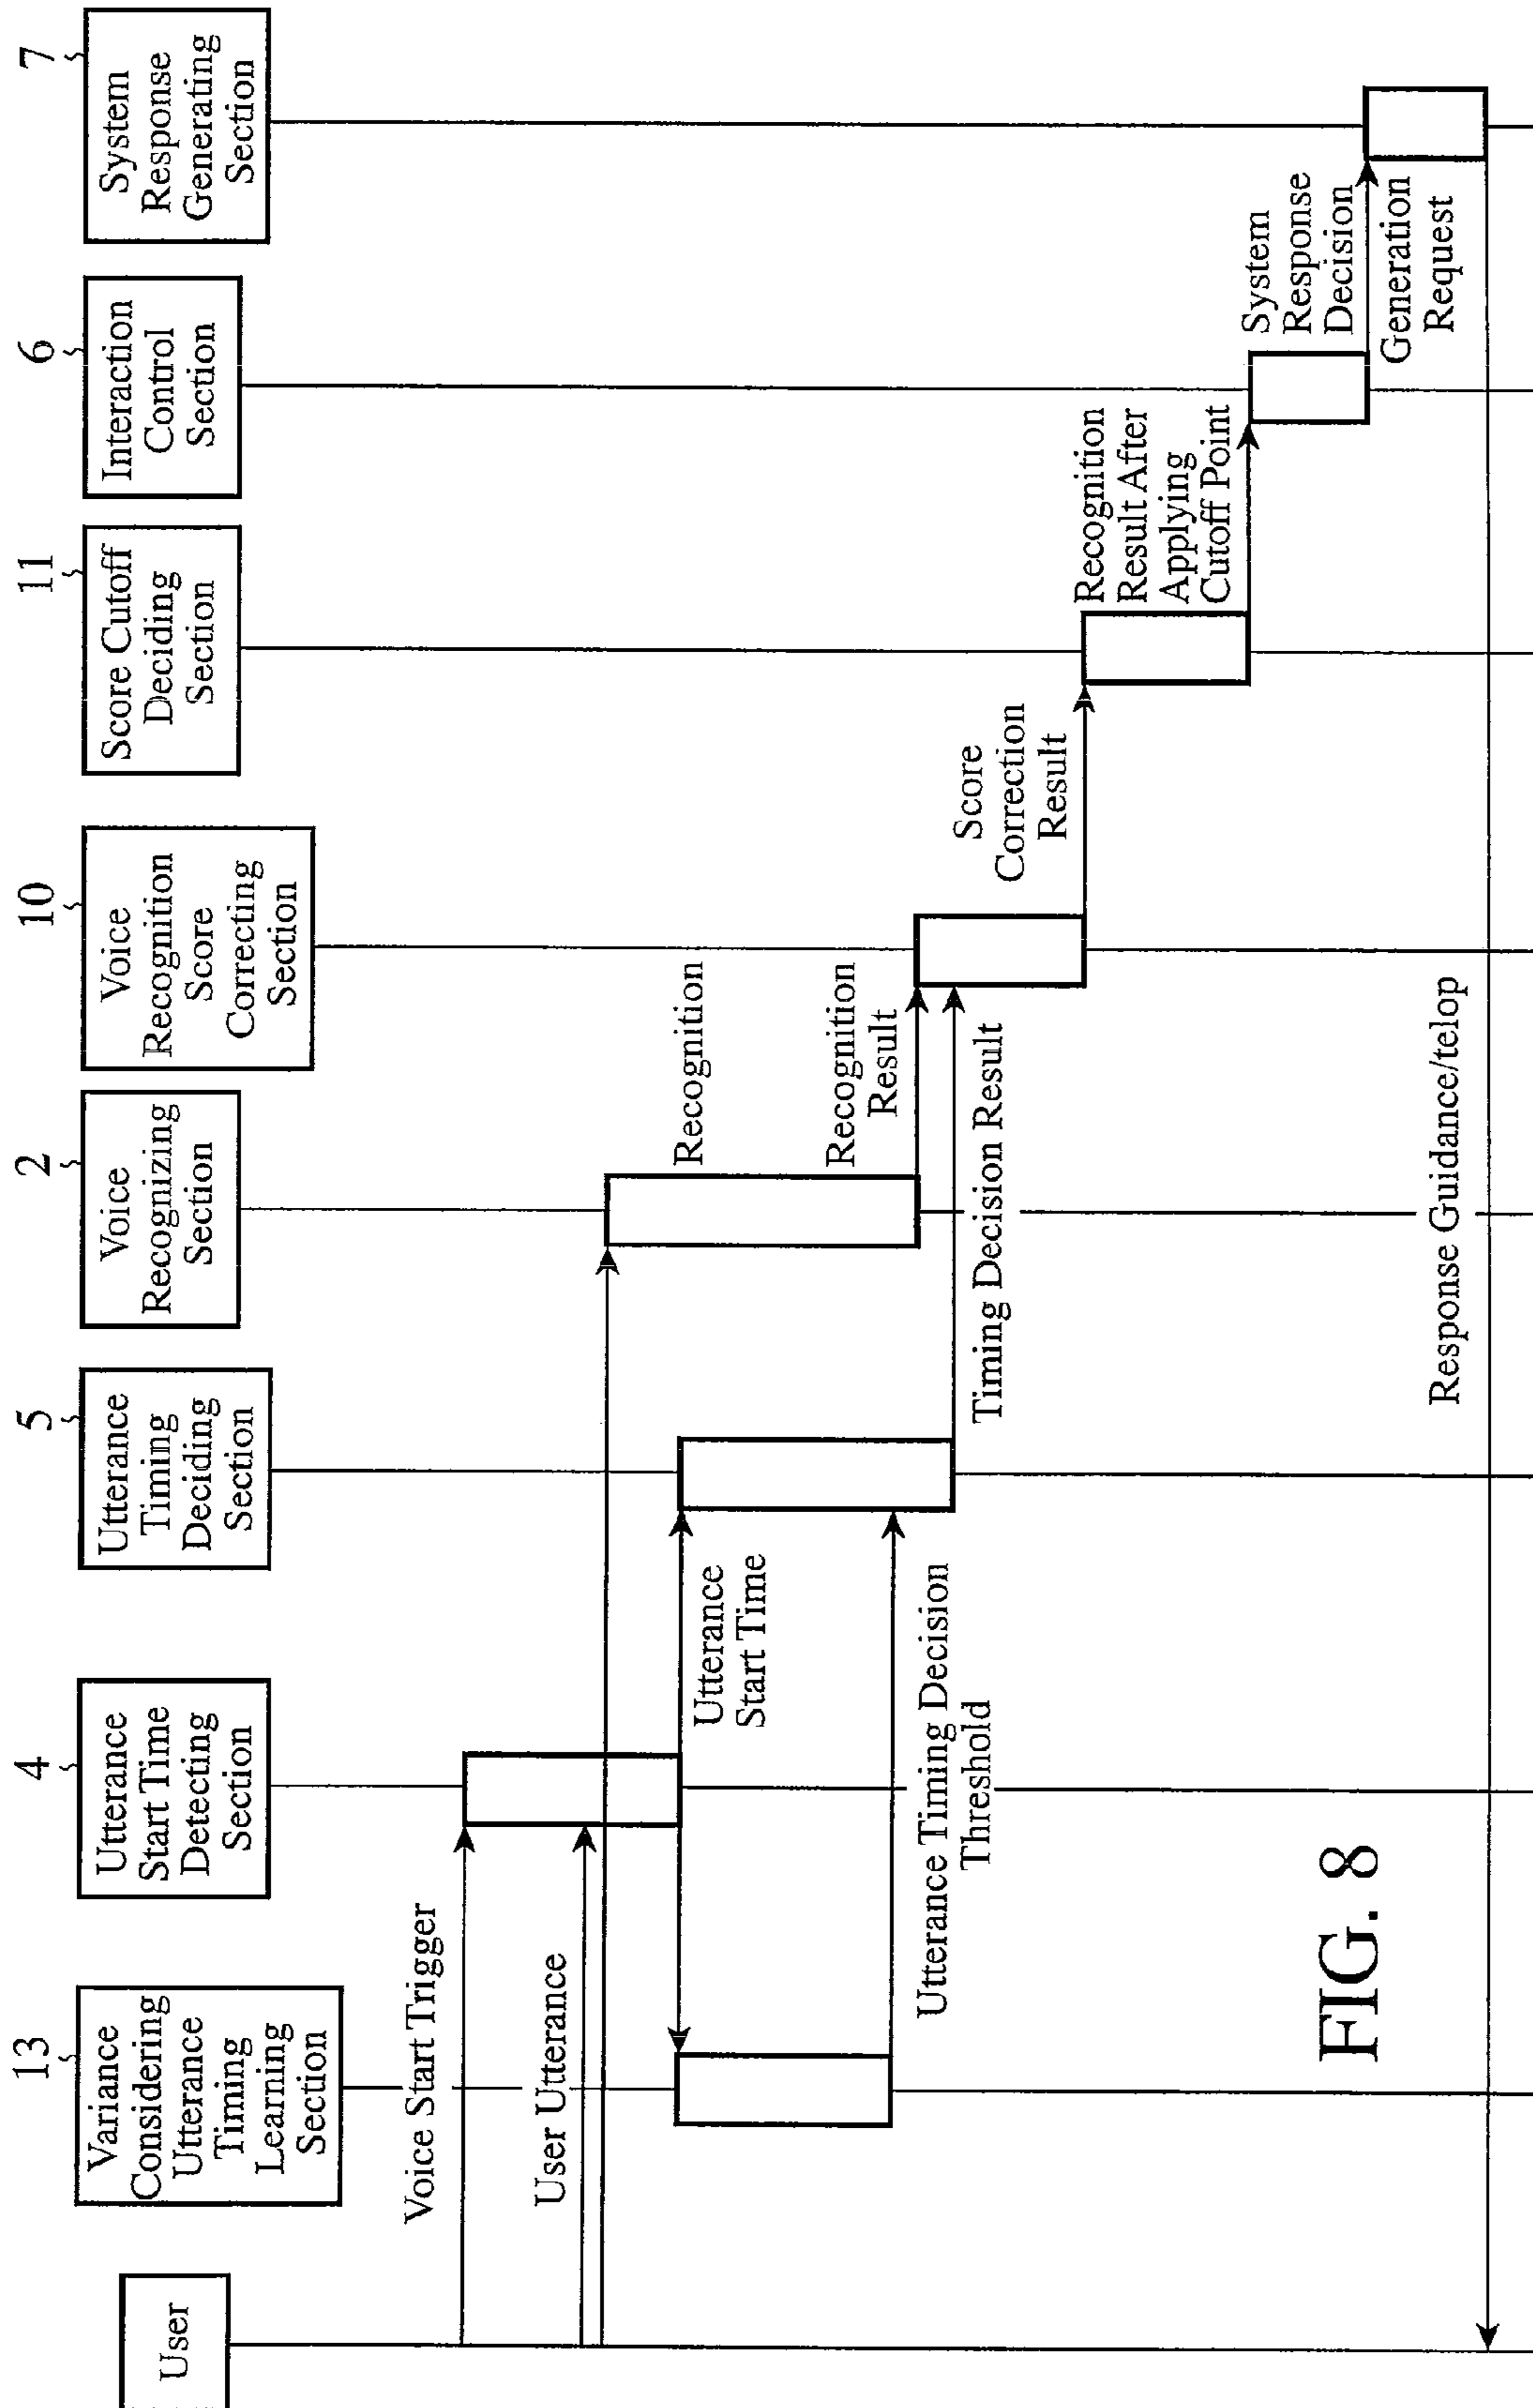 User
13
Variance
Considering
Utterance
Timing
Learning
Section
4
Utterance
Start Time
Detecting
Section
5
Utterance
Timing
Deciding
Section
2
Voice
Recognizing
Section
10
Voice
Recognition
Score
Correcting
Section
11
Score Cutoff
Deciding
Section
6
Interaction
Control
Section
7
System
Response
Generating
Section
Voice Start Trigger
User Utterance
Utterance
Start Time
Recognition
Recognition
Result
Utterance Timing Decision
Threshold
Timing Decision Result
Score
Correction
Result
Recognition
Result After
Applying
Cutoff Point
System
Response
Decision
Generation
Request
Response Guidance/telop
FIG. 8